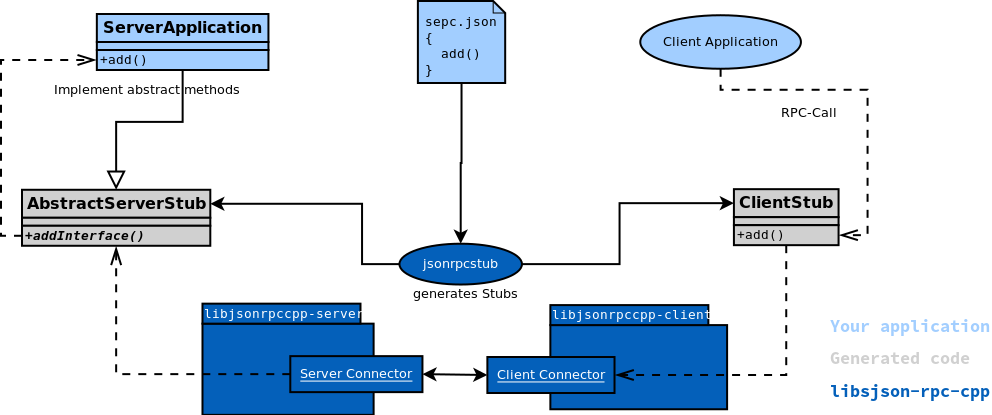 ServerApplication
+add()
Implement abstract methods
sepc.json
{
add()
}
Client Application
RPC-Call
AbstractServerStub
+addInterface()
ClientStub
+add()
jsonrpcstub
generates Stubs
libjsonrpccpp-server
Server Connector
libjsonrpccpp-client
Client Connector
Your application
Generated code
libsjson-rpc-cpp